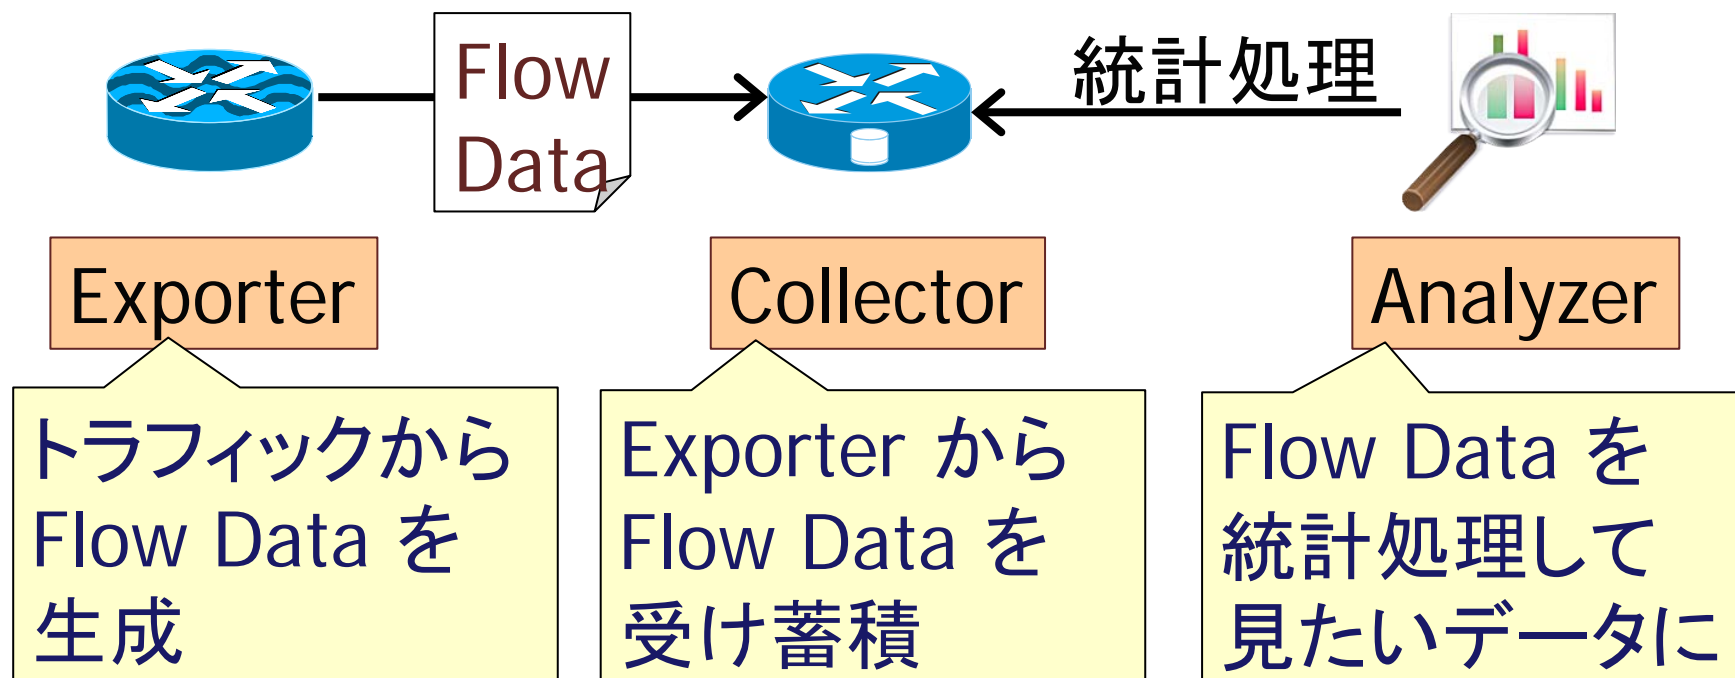 Flow
Data
統計処理
Exporter
Collector
Analyzer
トラフィックから
Flow Data を
生成
Exporter から
Flow Data を
受け蓄積
Flow Data を
統計処理して
見たいデータに